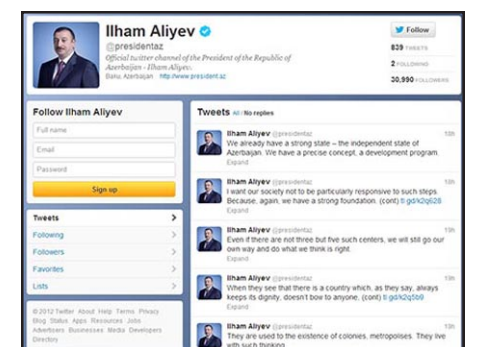 Ilham Aliyev
@presidentaz
Official twitter channel of the President of the Republic of
Azerbaijan - Ilham Aliyev.
Baku, Azerbaijan http://www.president.az
Follow
839 TWEETS
2 FOLLOWING
30,990 FOLLOWERS
Follow Ilham Aliyev
Full name
Email
Password
Sign up
Tweets
Following
Followers
Favorites
Lists
© 2012 Twitter About Help Terms Privacy
Blog Status Apps Resources Jobs
Advertisers Businesses Media Developers
Directory
Tweets All / No replies
Ilham Aliyev @presidentaz 19h
We already have a strong state – the independent state of
Azerbaijan. We have a precise concept, a development program.
Expand
Ilham Aliyev @presidentaz 19h
I want our society not to be particularly responsive to such steps.
Because, again, we have a strong foundation. (cont) tl.gd/k2q628
Expand
Ilham Aliyev @presidentaz 19h
Even if there are not three but five such centers, we will still go our
own way and do what we think is right.
Expand
Ilham Aliyev @presidentaz 19h
When they see that there is a country which, as they say, always
keeps its dignity, doesn't bow to anyone, (cont) tl.gd/k2q5b9
Expand
Ilham Aliyev @presidentaz 19h
They are used to the existence of colonies, metropolises. They live
with such thinking.